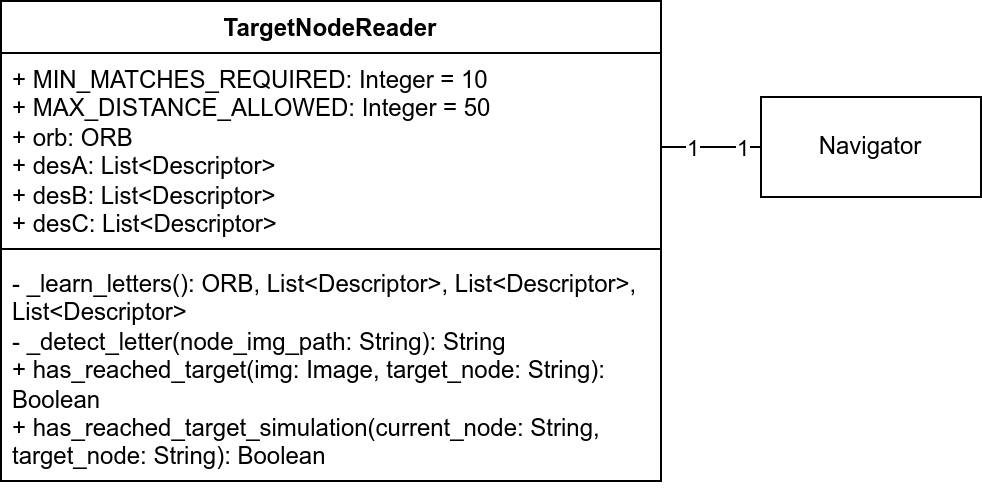 TargetNodeReader
+ MIN_MATCHES_REQUIRED: Integer = 10
+ MAX_DISTANCE_ALLOWED: Integer = 50
+ orb: ORB
+ desA: List<Descriptor>
+ desB: List<Descriptor>
+ desC: List<Descriptor>
- _learn_letters(): ORB, List<Descriptor>, List<Descriptor>,
List<Descriptor>
- _detect_letter(node_img_path: String): String
+ has_reached_target(img: Image, target_node: String):
Boolean
+ has_reached_target_simulation(current_node: String,
target_node: String): Boolean
1
1
Navigator